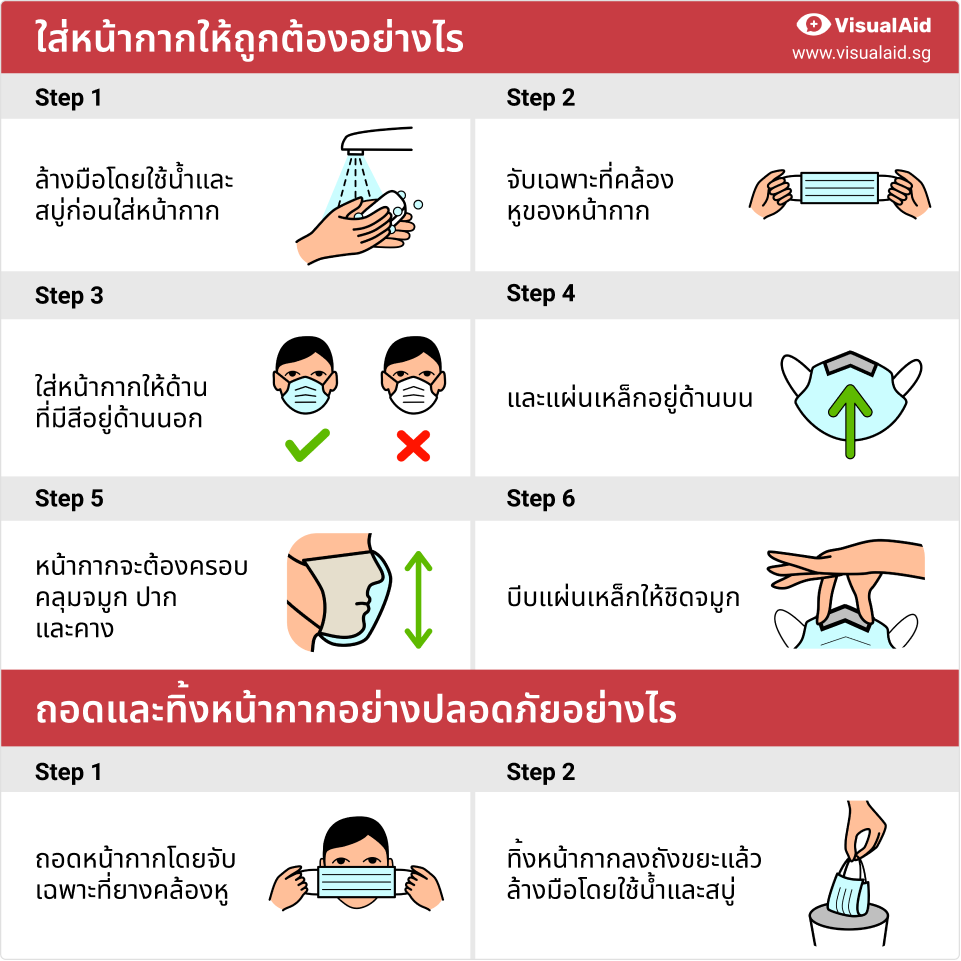 ใส่หน้ากากให้ถูกต้องอย่างไร
VisualAid
www.visualaid.sg
Step 1
ล้างมือโดยใช้น้ำและ
สบู่ก่อนใส่หน้ากาก
Step 2
จับเฉพาะที่คล้อง
หูของหน้ากาก
Step 3
ใส่หน้ากากให้ด้าน
ที่มีสีอยู่ด้านนอก
Step 4
และแผ่นเหล็กอยู่ด้านบน
Step 5
หน้ากากจะต้องครอบ
คลุมจมูก ปาก
และคาง
Step 6
บีบแผ่นเหล็กให้ชิดจมูก
ถอดและทิ้งหน้ากากอย่างปลอดภัยอย่างไร
Step 1
ถอดหน้ากากโดยจับ
เฉพาะที่ยางคล้องหู
Step 2
ทิ้งหน้ากากลงถังขยะแล้ว
ล้างมือโดยใช้น้ำและสบู่